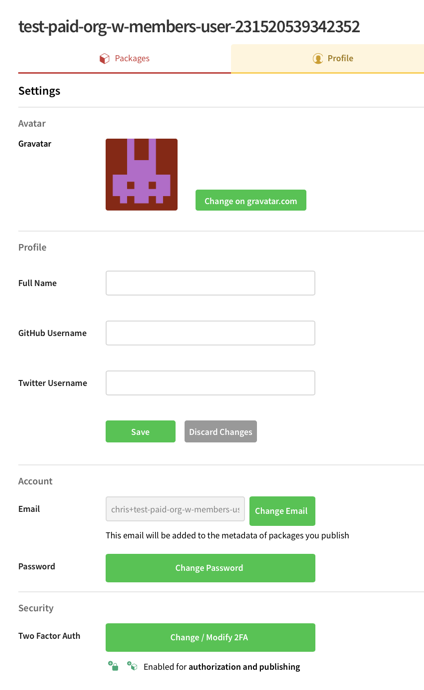 test-paid-org-w-members-user-231520539342352
Packages
Profile
Settings
Avatar
Gravatar
Change on gravatar.com
Profile
Full Name
GitHub Username
Twitter Username
Save
Discard Changes
Account
Email
chris+test-paid-org-w-members-us
Change Email
This email will be added to the metadata of packages you publish
Password
Change Password
Security
Two Factor Auth
Change / Modify 2FA
Enabled for authorization and publishing